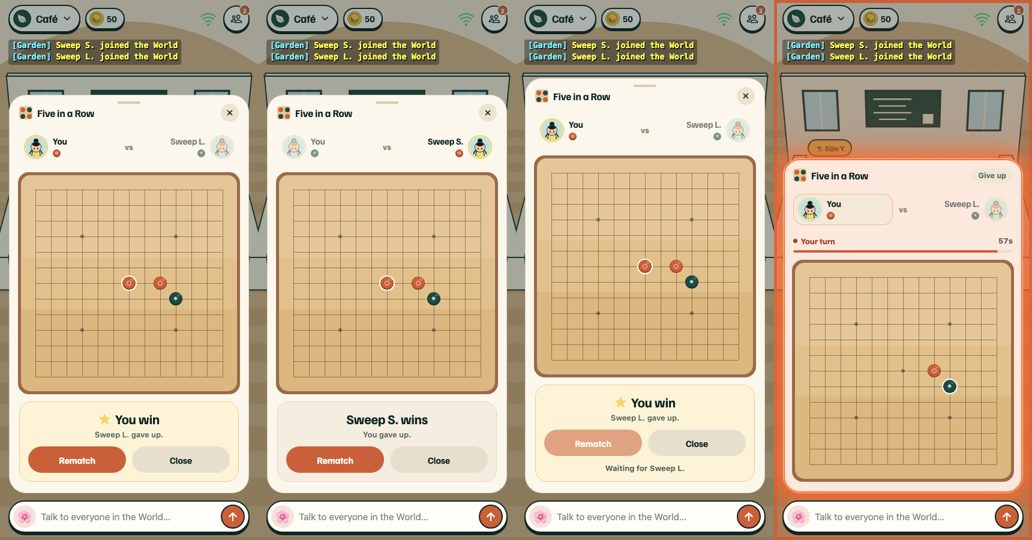 Café
50
2
[Garden] Sweep S. joined the World
[Garden] Sweep L. joined the World
Five in a Row
You
vs
Sweep L.
You win
Sweep L. gave up.
Rematch
Close
Talk to everyone in the World...
Café
50
2
[Garden] Sweep S. joined the World
[Garden] Sweep L. joined the World
Five in a Row
You
vs
Sweep S.
Sweep S. wins
You gave up.
Rematch
Close
Talk to everyone in the World...
Café
50
2
[Garden] Sweep S. joined the World
[Garden] Sweep L. joined the World
Five in a Row
You
vs
Sweep L.
You win
Sweep L. gave up.
Rematch
Close
Waiting for Sweep L.
Talk to everyone in the World...
Café
50
2
[Garden] Sweep S. joined the World
[Garden] Sweep L. joined the World
Sijin Y.
Five in a Row
Give up
You
vs
Sweep L.
Your turn
57s
Talk to everyone in the World...